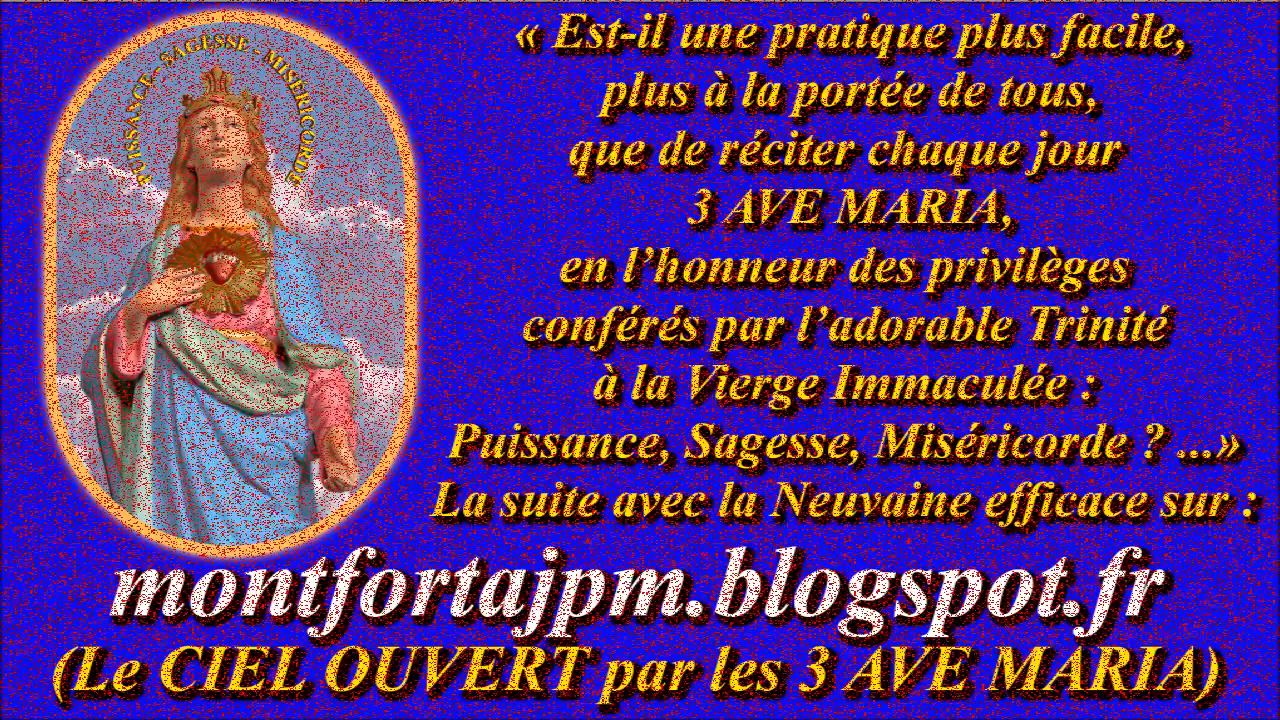 PUISSANCE - SAGESSE - MISERICORDE
« Est-il une pratique plus facile,
plus à la portée de tous,
que de réciter chaque jour
3 AVE MARIA,
en l’honneur des privilèges
conférés par l’adorable Trinité
à la Vierge Immaculée :
Puissance, Sagesse, Miséricorde ? ...»
La suite avec la Neuvaine efficace sur :
montfortajpm.blogspot.fr
(Le CIEL OUVERT par les 3 AVE MARIA)